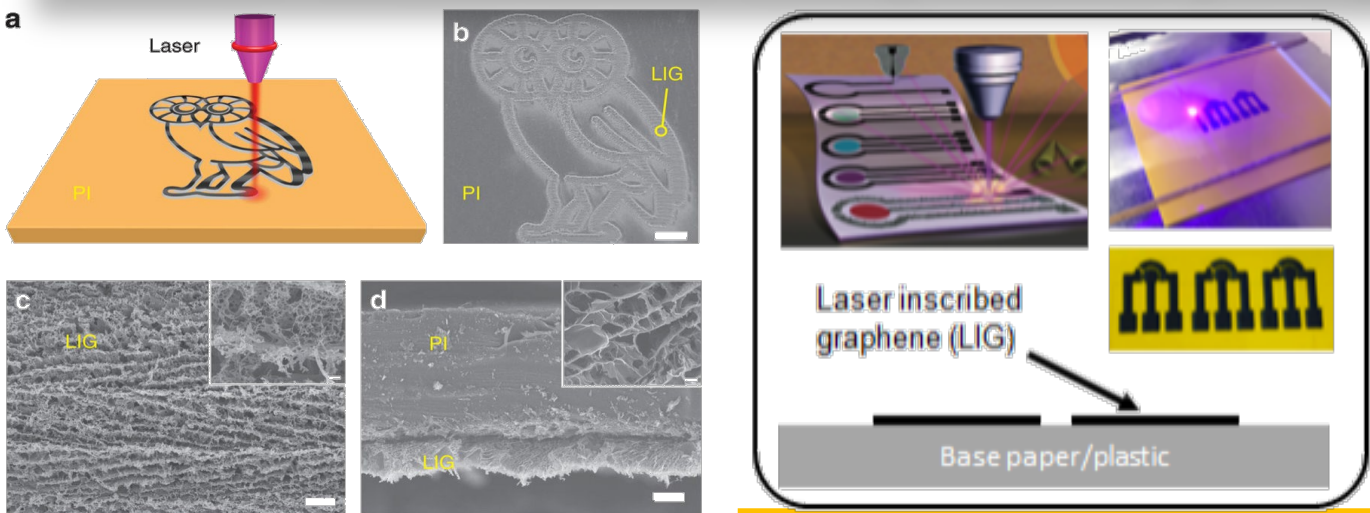 a
Laser
PI
b
LIG
PI
c
LIG
d
PI
LIG
Laser inscribed
graphene (LIG)
Base paper/plastic